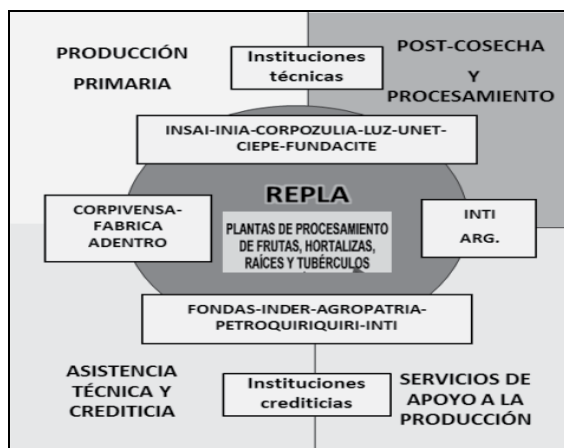 PRODUCCIÓN
PRIMARIA
Instituciones
técnicas
POST-COSECHA
Y
PROCESAMIENTO
INSAI-INIA-CORPOZULIA-LUZ-UNET-
CIEPE-FUNDACITE
REPLA
CORPIVENSA-
FABRICA
ADENTRO
PLANTAS DE PROCESAMIENTO
DE FRUTAS, HORTALIZAS,
RAÍCES Y TUBÉRCULOS
INTI
ARG.
FONDAS-INDER-AGROPATRIA-
PETROQUIRIQUIRI-INTI
ASISTENCIA
TÉCNICA Y
CREDITICIA
Instituciones
crediticias
SERVICIOS DE
APOYO A LA
PRODUCCIÓN